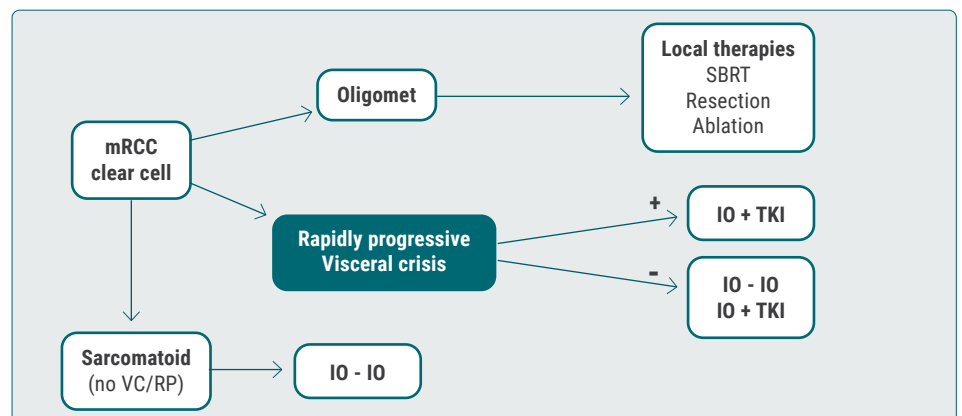 Local therapies
SBRT
Resection
Ablation
Oligomet
mRCC
clear cell
+
IO + TKI
Rapidly progressive
Visceral crisis
-
IO - IO
IO + TKI
Sarcomatoid
(no VC/RP)
IO - IO